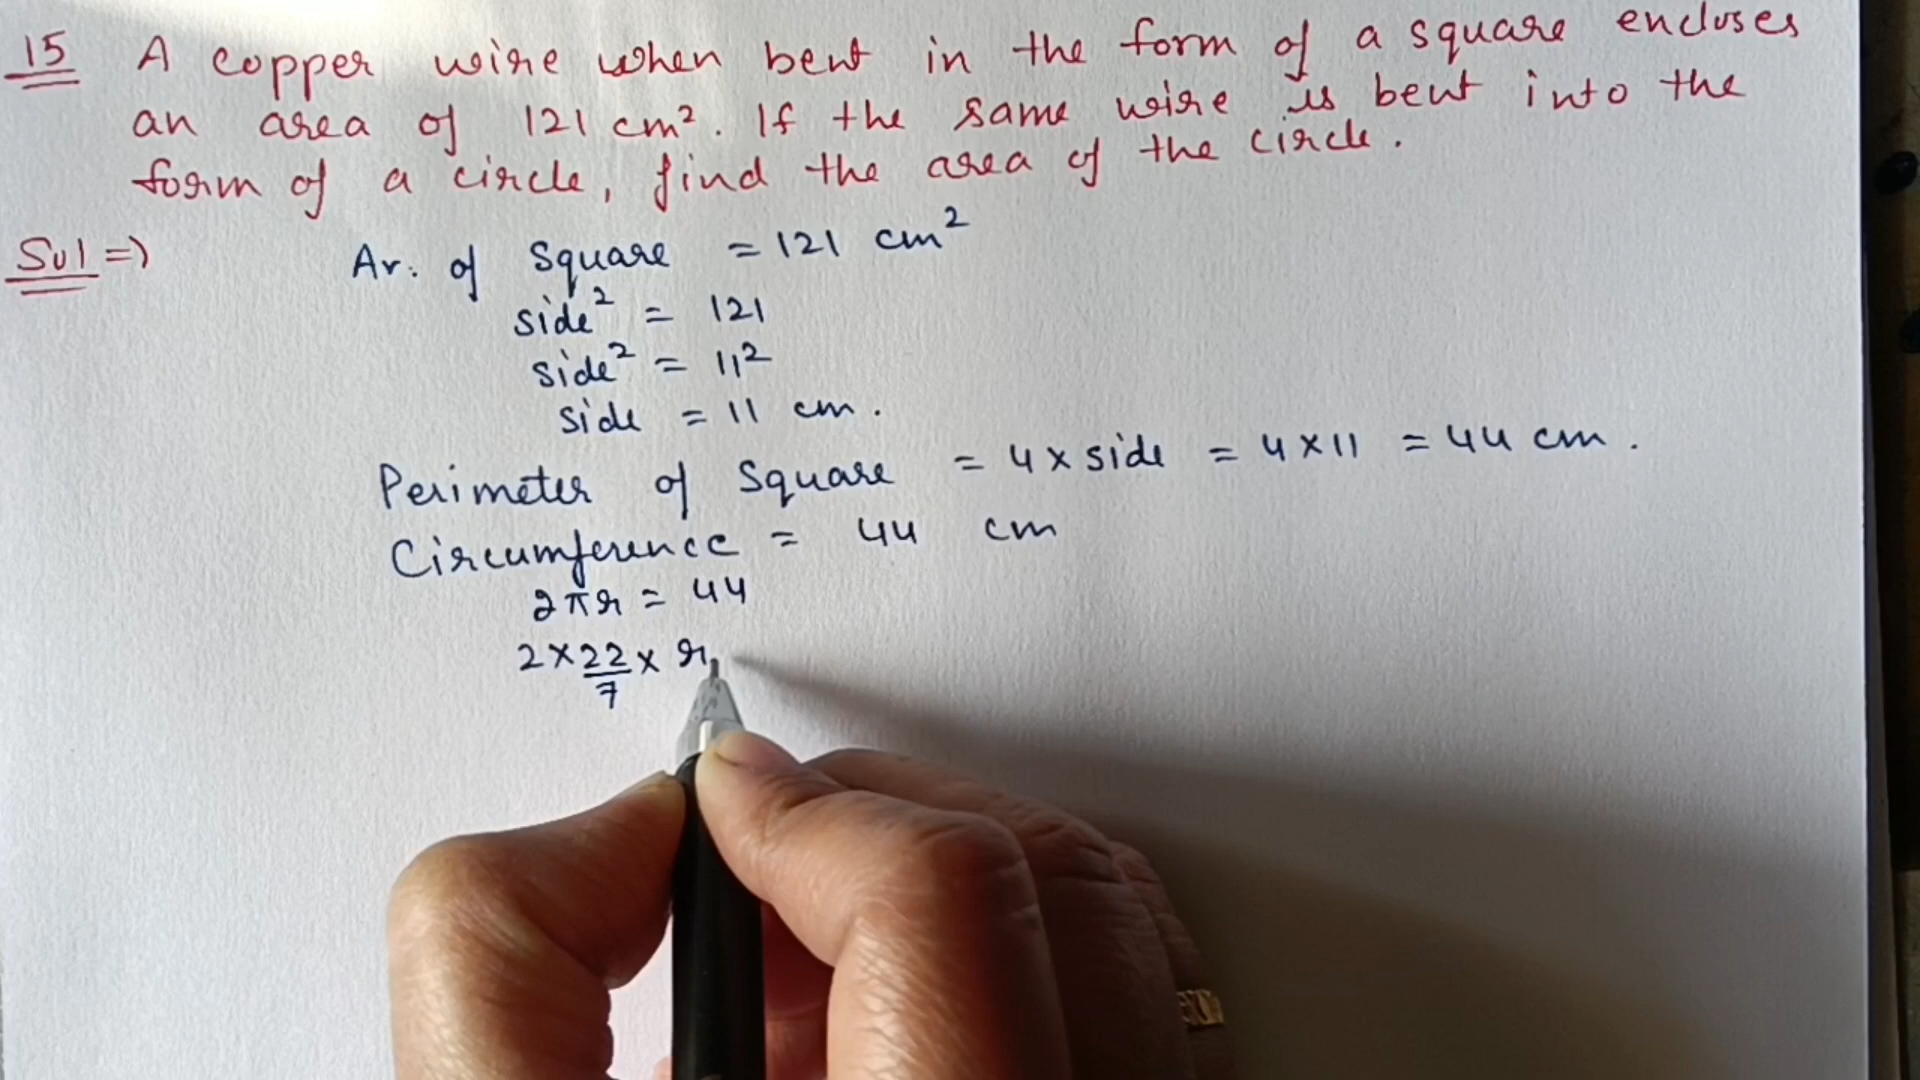 15 A copper wire when bent in the form of a square encloses
an area of 121 cm². If the same wire is bent into the
form of a circle, find the area of the circle.
Sol => Ar. of Square = 121 cm²
side² = 121
side² = 11²
side = 11 cm.
Perimeter of Square = 4 × side = 4 × 11 = 44 cm.
Circumference = 44 cm
2πr = 44
2 × 22/7 × r